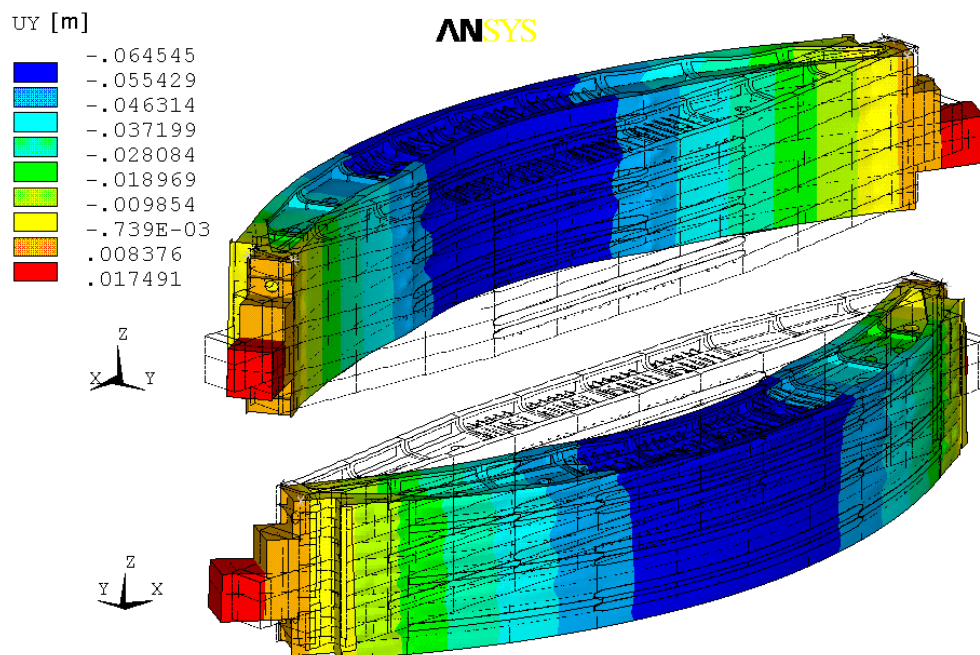 UY [m]
ANSYS
-.064545
-.055429
-.046314
-.037199
-.028084
-.018969
-.009854
-.739E-03
.008376
.017491
Z
X Y
Z
Y X